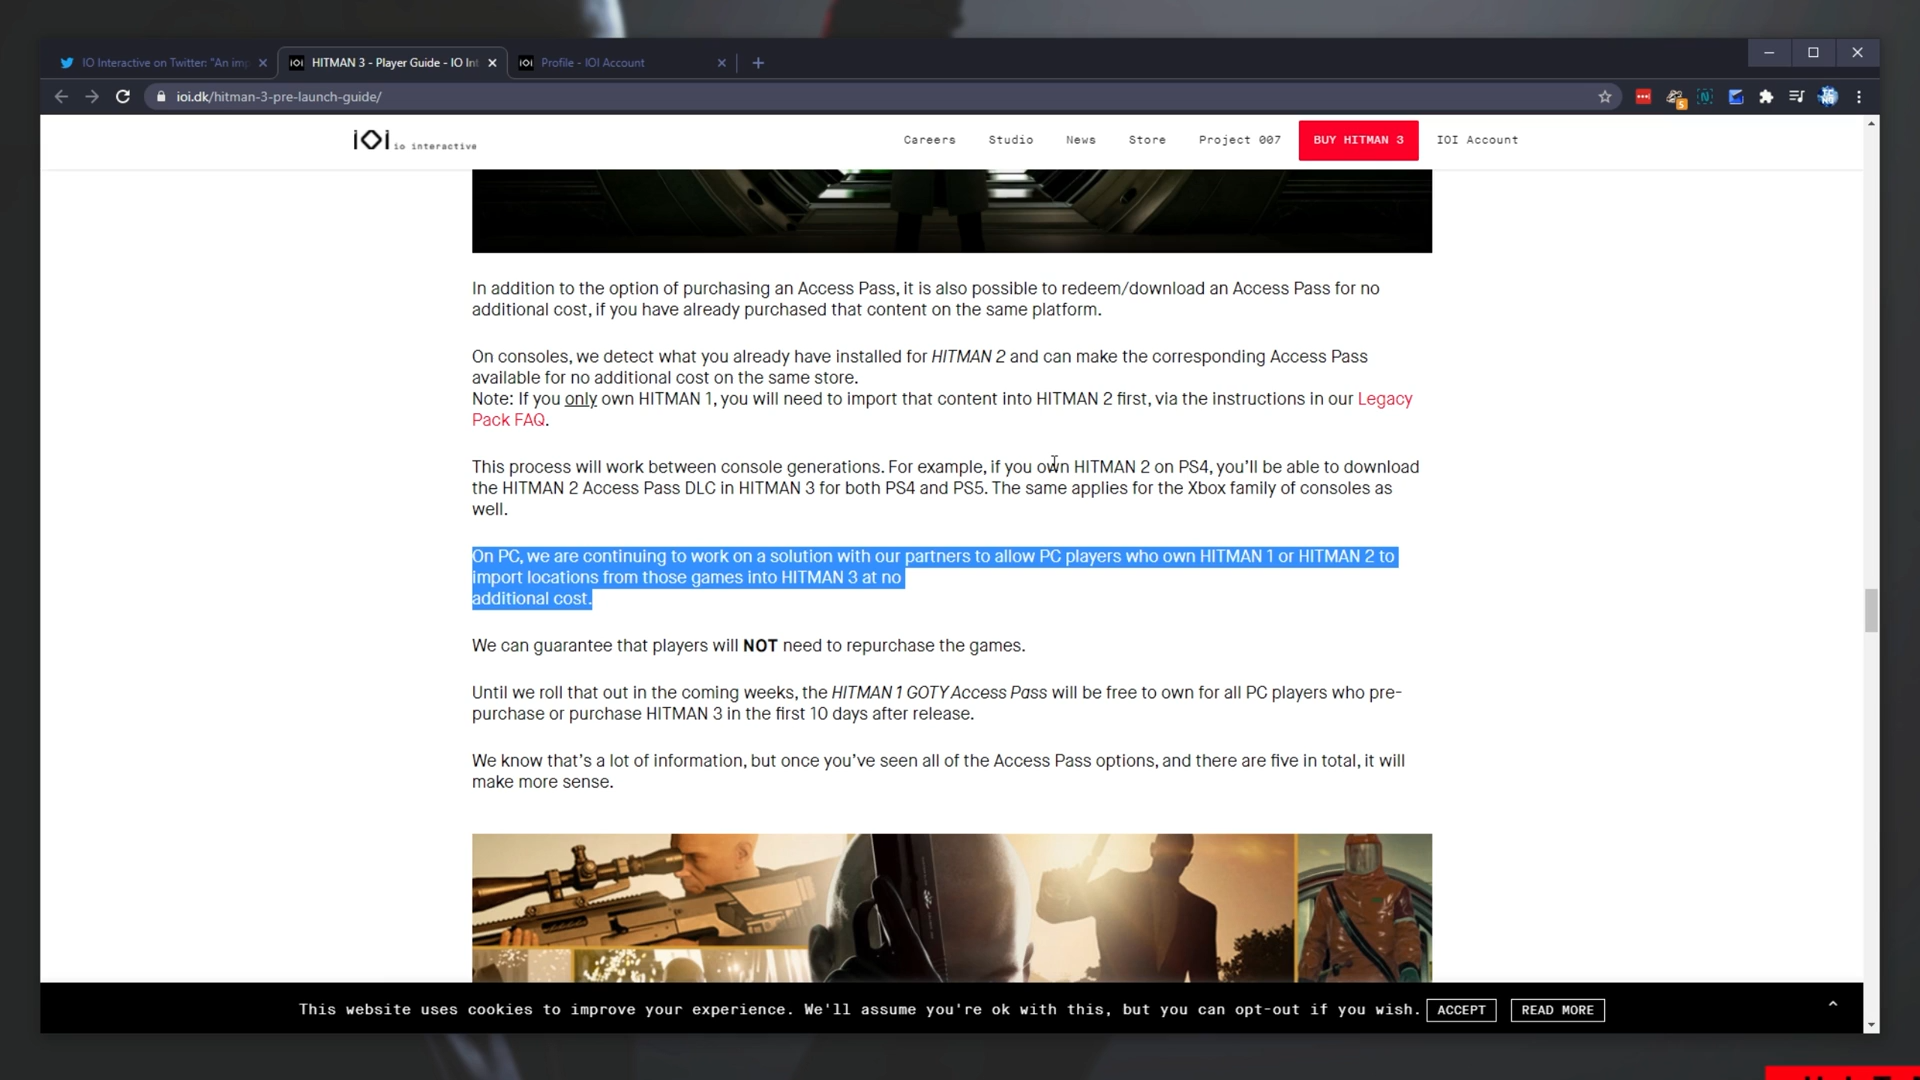 IO Interactive on Twitter: "An im
HITMAN 3 - Player Guide - IO Int
Profile - IOI Account
ioi.dk/hitman-3-pre-launch-guide/
IOI io interactive
Careers
Studio
News
Store
Project 007
BUY HITMAN 3
IOI Account
In addition to the option of purchasing an Access Pass, it is also possible to redeem/download an Access Pass for no
additional cost, if you have already purchased that content on the same platform.
On consoles, we detect what you already have installed for HITMAN 2 and can make the corresponding Access Pass
available for no additional cost on the same store.
Note: If you only own HITMAN 1, you will need to import that content into HITMAN 2 first, via the instructions in our Legacy
Pack FAQ.
This process will work between console generations. For example, if you own HITMAN 2 on PS4, you'll be able to download
the HITMAN 2 Access Pass DLC in HITMAN 3 for both PS4 and PS5. The same applies for the Xbox family of consoles as
well.
On PC, we are continuing to work on a solution with our partners to allow PC players who own HITMAN 1 or HITMAN 2 to
import locations from those games into HITMAN 3 at no
additional cost.
We can guarantee that players will NOT need to repurchase the games.
Until we roll that out in the coming weeks, the HITMAN 1 GOTY Access Pass will be free to own for all PC players who pre-
purchase or purchase HITMAN 3 in the first 10 days after release.
We know that's a lot of information, but once you've seen all of the Access Pass options, and there are five in total, it will
make more sense.
This website uses cookies to improve your experience. We'll assume you're ok with this, but you can opt-out if you wish.
ACCEPT
READ MORE